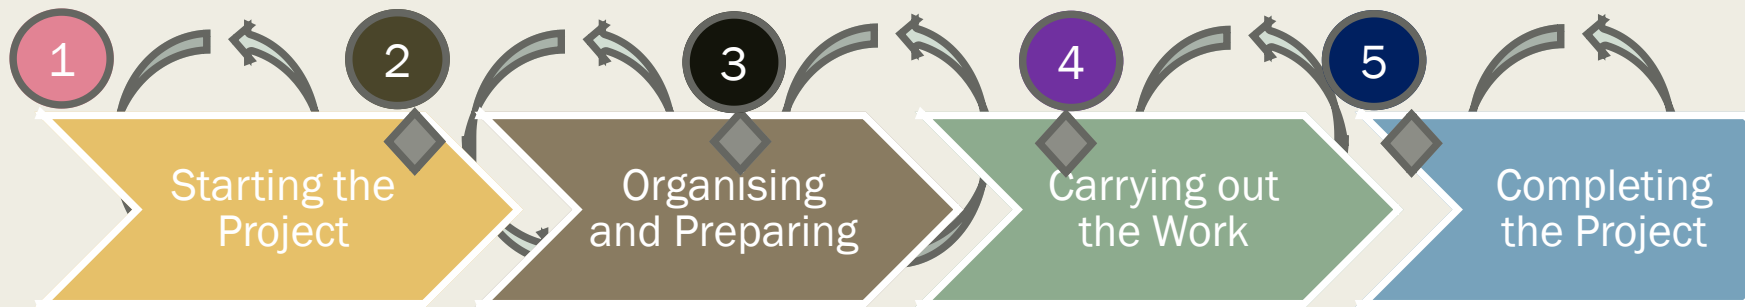 1
2
3
4
5
Starting the
Project
Organising
and Preparing
Carrying out
the Work
Completing
the Project